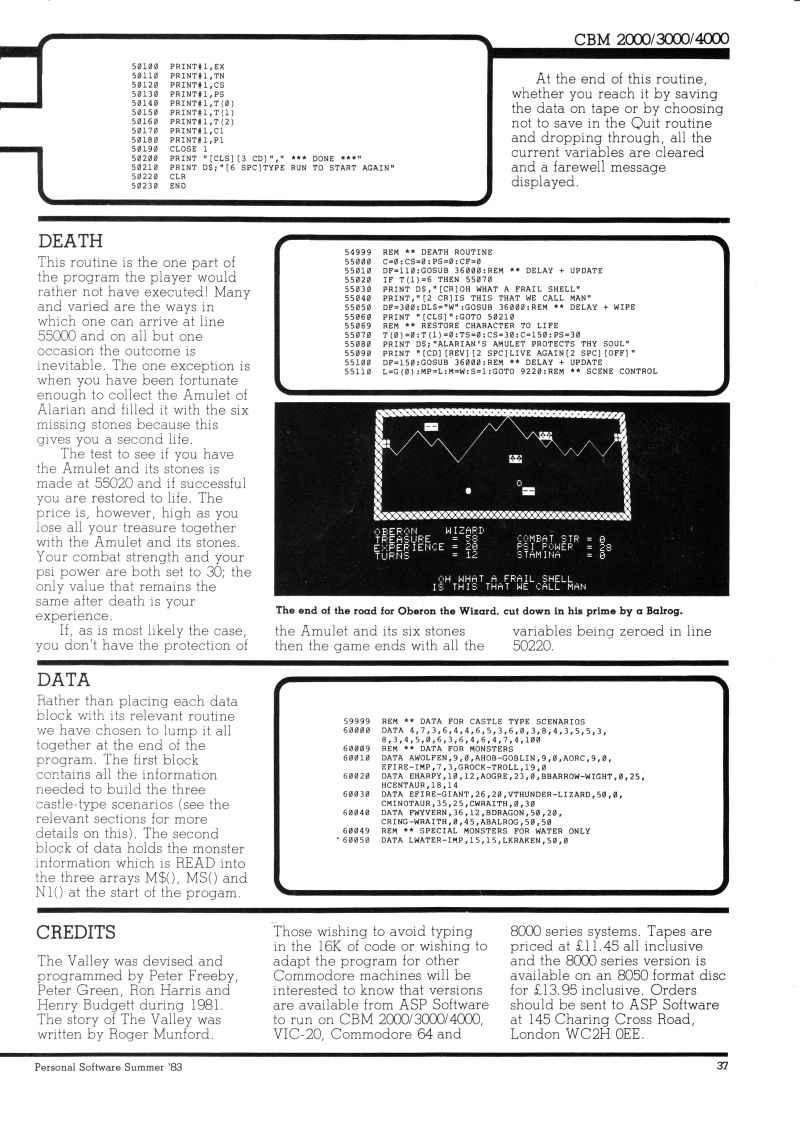 CBM 2000/3000/4000
50100 PRINT#1,EX
50110 PRINT#1,TN
50120 PRINT#1,CS
50130 PRINT#1,PS
50140 PRINT#1,T(0)
50150 PRINT#1,T(1)
50160 PRINT#1,T(2)
50170 PRINT#1,C1
50180 PRINT#1,P1
50190 CLOSE 1
50200 PRINT "[CLS][3 CD]"," *** DONE ***"
50210 PRINT D$;"[6 SPC]TYPE RUN TO START AGAIN"
50220 CLR
50230 END
At the end of this routine,
whether you reach it by saving
the data on tape or by choosing
not to save in the Quit routine
and dropping through, all the
current variables are cleared
and a farewell message
displayed.
DEATH
This routine is the one part of
the program the player would
rather not have executed! Many
and varied are the ways in
which one can arrive at line
55000 and on all but one
occasion the outcome is
inevitable. The one exception is
when you have been fortunate
enough to collect the Amulet of
Alarian and filled it with the six
missing stones because this
gives you a second life.
The test to see if you have
the Amulet and its stones is
made at 55020 and if successful
you are restored to life. The
price is, however, high as you
lose all your treasure together
with the Amulet and its stones.
Your combat strength and your
psi power are both set to 30; the
only value that remains the
same after death is your
experience.
If, as is most likely the case,
you don't have the protection of
54999 REM ** DEATH ROUTINE
55000 C=0:CS=0:PS=0:CF=0
55010 DF=110:GOSUB 36000:REM ** DELAY + UPDATE
55020 IF T(1)=6 THEN 55070
55030 PRINT D$,"[CR]OH WHAT A FRAIL SHELL"
55040 PRINT,"[2 CR]IS THIS THAT WE CALL MAN"
55050 DF=300:DL$="W":GOSUB 36000:REM ** DELAY + WIPE
55060 PRINT "[CLS]":GOTO 50210
55069 REM ** RESTORE CHARACTER TO LIFE
55070 T(0)=0:T(1)=0:TS=0:CS=30:C=150:PS=30
55080 PRINT D$;"ALARIAN'S AMULET PROTECTS THY SOUL"
55090 PRINT "[CD][REV][2 SPC]LIVE AGAIN[2 SPC][OFF]"
55100 DF=150:GOSUB 36000:REM ** DELAY + UPDATE
55110 L=G(0):MP=L:M=W:S=1:GOTO 9220:REM ** SCENE CONTROL
OBERON WIZARD
TREASURE = 58 COMBAT STR = 0
EXPERIENCE = 20 PSI POWER = 28
TURNS = 12 STAMINA = 0
OH WHAT A FRAIL SHELL
IS THIS THAT WE CALL MAN
The end of the road for Oberon the Wizard, cut down in his prime by a Balrog.
the Amulet and its six stones
then the game ends with all the
variables being zeroed in line
50220.
DATA
Rather than placing each data
block with its relevant routine
we have chosen to lump it all
together at the end of the
program. The first block
contains all the information
needed to build the three
castle-type scenarios (see the
relevant sections for more
details on this). The second
block of data holds the monster
information which is READ into
the three arrays M$(), MS() and
N1() at the start of the progam.
59999 REM ** DATA FOR CASTLE TYPE SCENARIOS
60000 DATA 4,7,3,6,4,4,6,5,3,6,0,3,8,4,3,5,5,3,
8,3,4,5,0,6,3,6,4,6,4,7,4,100
60009 REM ** DATA FOR MONSTERS
60010 DATA AWOLFEN,9,0,AHOB-GOBLIN,9,0,AORC,9,0,
EFIRE-IMP,7,3,GROCK-TROLL,19,0
60020 DATA EHARPY,10,12,AOGRE,23,0,BBARROW-WIGHT,0,25,
HCENTAUR,18,14
60030 DATA EFIRE-GIANT,26,20,VTHUNDER-LIZARD,50,0,
CMINOTAUR,35,25,CWRAITH,0,30
60040 DATA FWYVERN,36,12,BDRAGON,50,20,
CRING-WRAITH,0,45,ABALROG,50,50
60049 REM ** SPECIAL MONSTERS FOR WATER ONLY
60050 DATA LWATER-IMP,15,15,LKRAKEN,50,0
CREDITS
The Valley was devised and
programmed by Peter Freeby,
Peter Green, Ron Harris and
Henry Budgett during 1981.
The story of The Valley was
written by Roger Munford.
Those wishing to avoid typing
in the 16K of code or wishing to
adapt the program for other
Commodore machines will be
interested to know that versions
are available from ASP Software
to run on CBM 2000/3000/4000,
VIC-20, Commodore 64 and
8000 series systems. Tapes are
priced at £11.45 all inclusive
and the 8000 series version is
available on an 8050 format disc
for £13.95 inclusive. Orders
should be sent to ASP Software
at 145 Charing Cross Road,
London WC2H 0EE.
Personal Software Summer '83
37